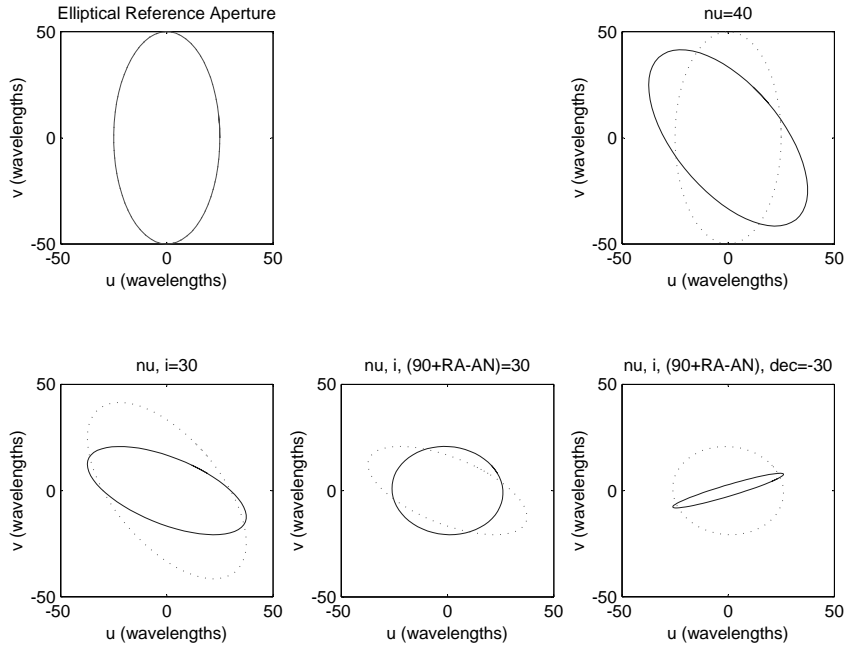 Elliptical Reference Aperture
50
0
-50
-50
0
50
v (wavelengths)
u (wavelengths)
nu=40
50
0
-50
-50
0
50
v (wavelengths)
u (wavelengths)
nu, i=30
50
0
-50
-50
0
50
v (wavelengths)
u (wavelengths)
nu, i, (90+RA-AN)=30
50
0
-50
-50
0
50
v (wavelengths)
u (wavelengths)
nu, i, (90+RA-AN), dec=-30
50
0
-50
-50
0
50
v (wavelengths)
u (wavelengths)